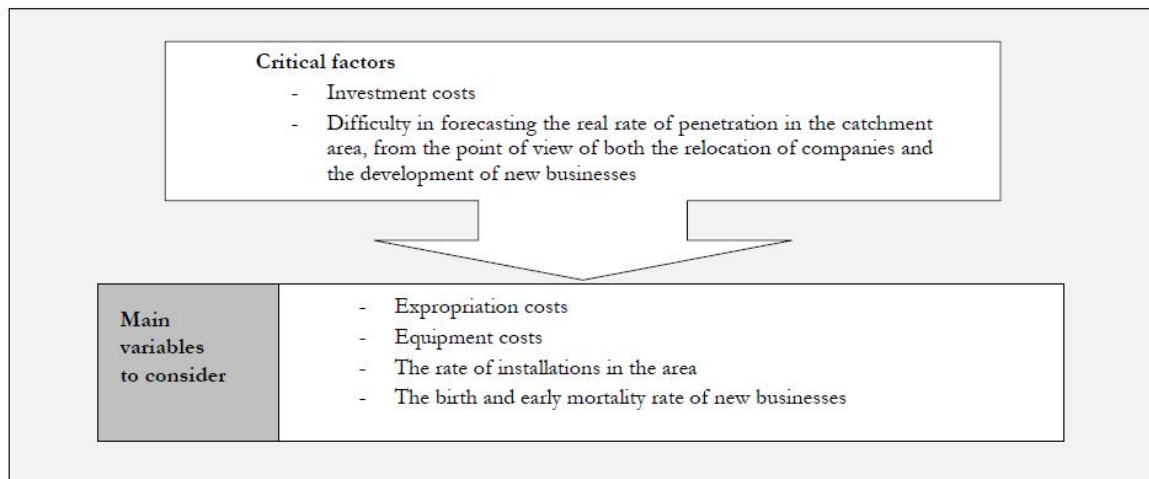 Critical factors
- Investment costs
- Difficulty in forecasting the real rate of penetration in the catchment
area, from the point of view of both the relocation of companies and
the development of new businesses
Main
variables
to consider
- Expropriation costs
- Equipment costs
- The rate of installations in the area
- The birth and early mortality rate of new businesses